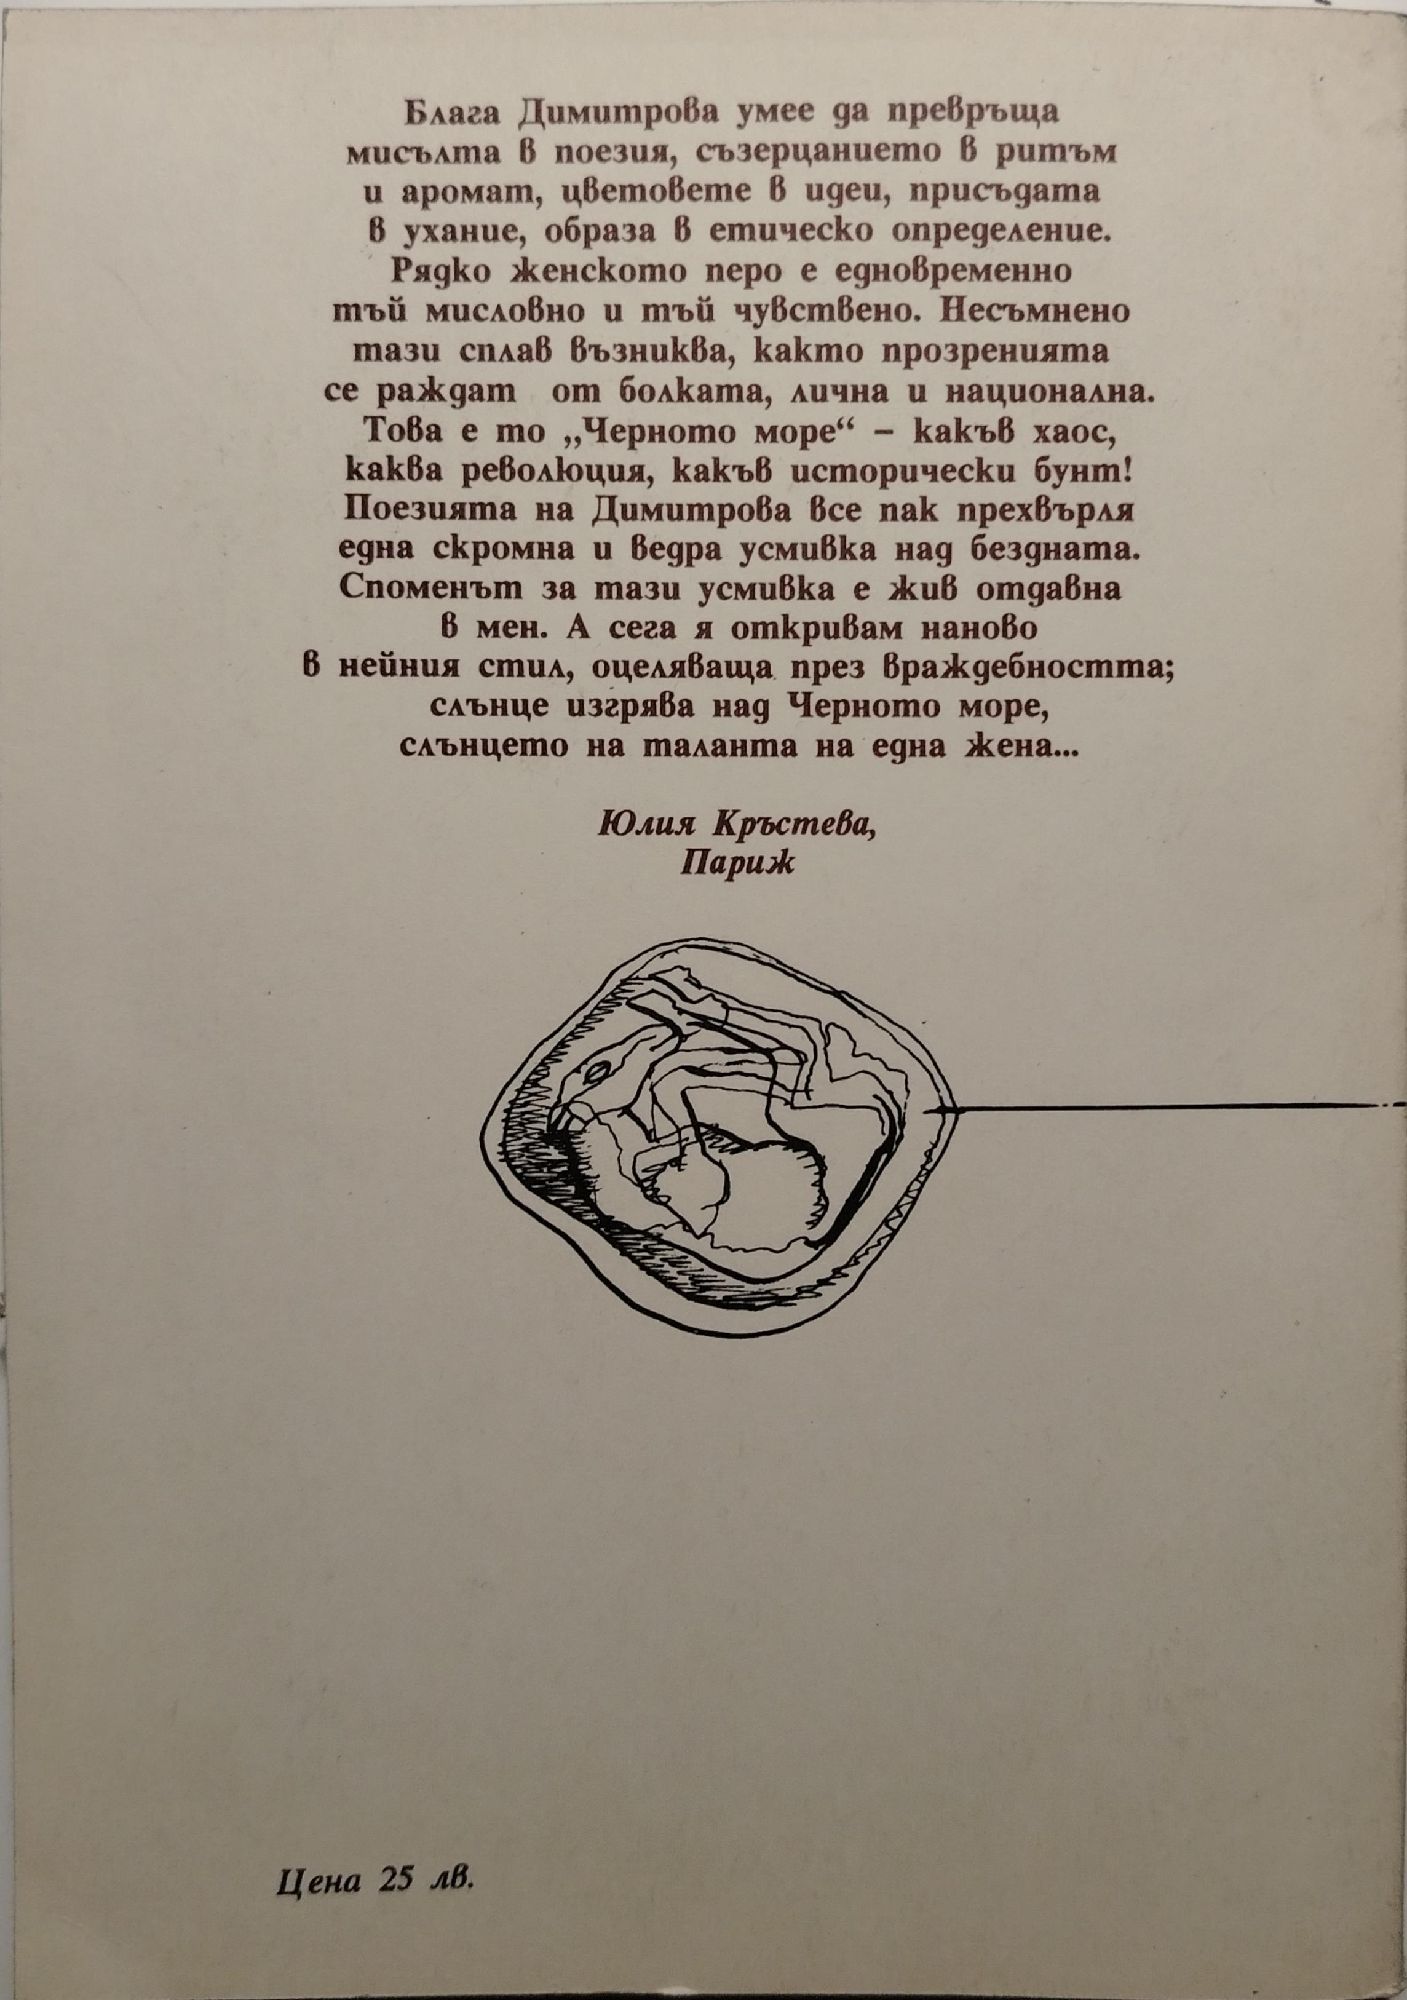 Блага Димитрова умее да превръща
мисълта в поезия, съзерцанието в ритъм
и аромат, цветовете в идеи, присъдата
в ухание, образа в етическо определение.
Рядко женското перо е едновременно
тъй мисловно и тъй чувствено. Несъмнено
тази сплав възниква, както прозренията
се раждат от болката, лична и национална.
Това е то „Черното море“ – какъв хаос,
каква революция, какъв исторически бунт!
Поезията на Димитрова все пак прехвърля
една скромна и ведра усмивка над бездната.
Споменът за тази усмивка е жив отдавна
в мен. А сега я откривам наново
в нейния стил, оцеляваща през враждебността;
слънце изгрява над Черното море,
слънцето на таланта на една жена...
Юлия Кръстева,
Париж
Цена 25 лв.